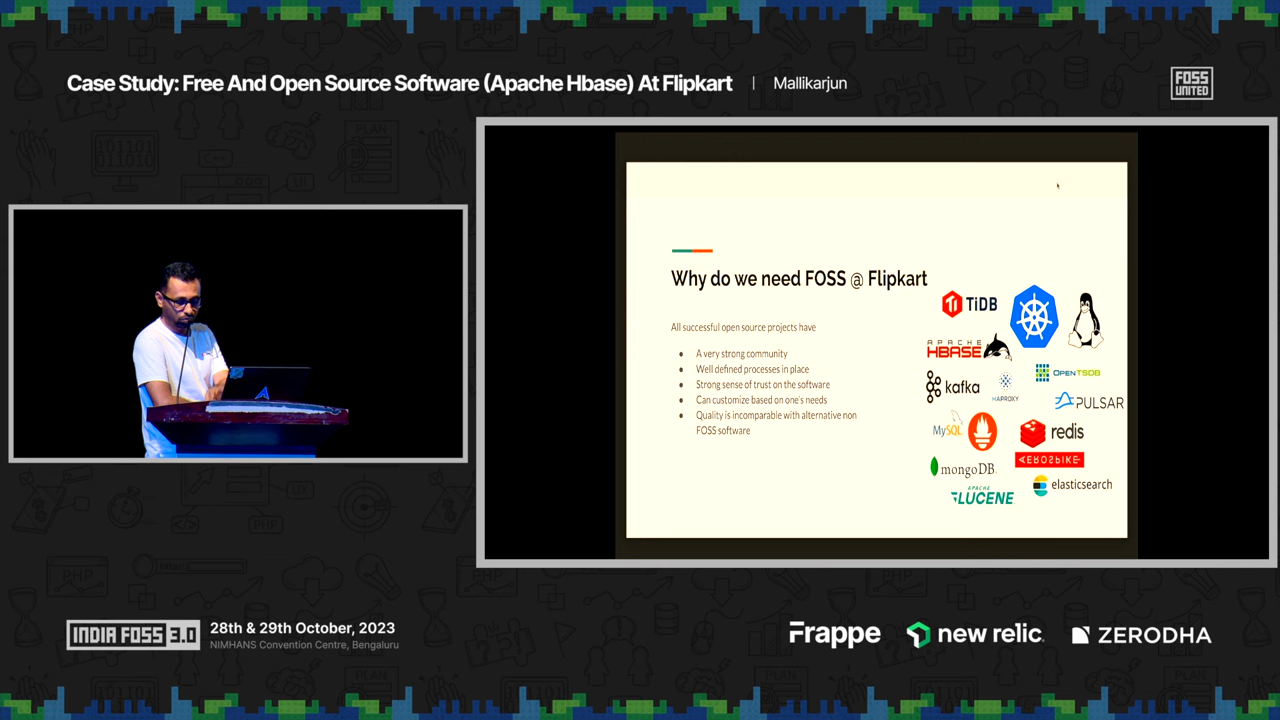 Case Study: Free And Open Source Software (Apache Hbase) At Flipkart | Mallikarjun
FOSS
UNITED
Why do we need FOSS @ Flipkart
All successful open source projects have
● A very strong community
● Well defined processes in place
● Strong sense of trust on the software
● Can customize based on one's needs
● Quality is incomparable with alternative non
FOSS software
TiDB
APACHE
HBASE
OPENTSDB
kafka
HAPROXY
PULSAR
MySQL
redis
AEROSPIKE
mongoDB
elasticsearch
APACHE
LUCENE
INDIA FOSS 3.0
28th & 29th October, 2023
NIMHANS Convention Centre, Bengaluru
Frappe
new relic
ZERODHA